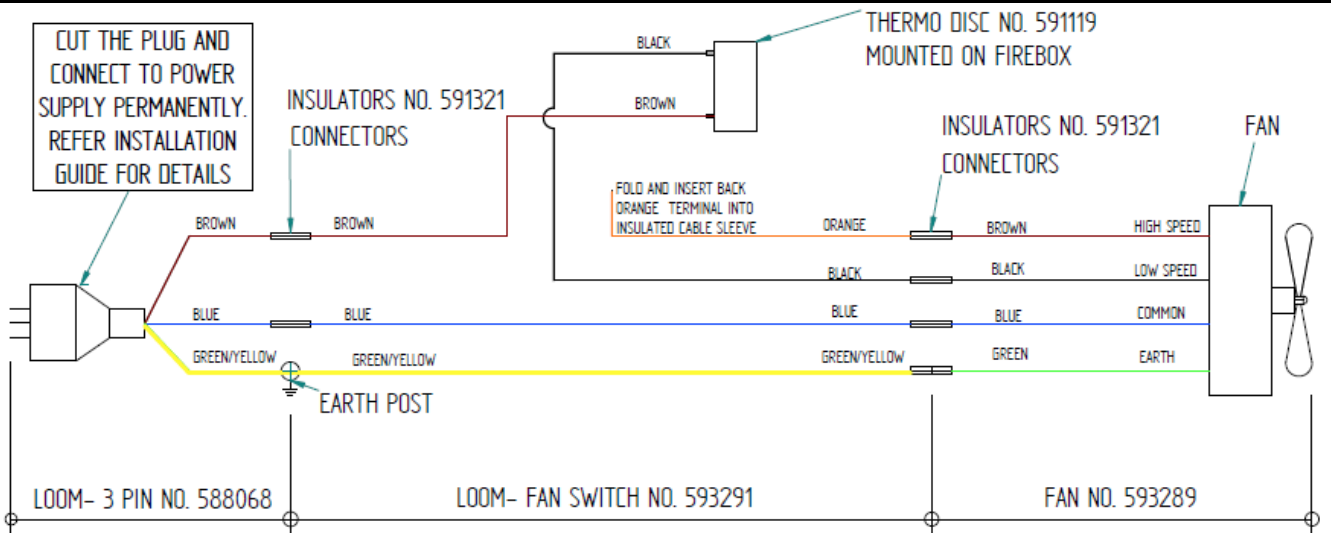 CUT THE PLUG AND
CONNECT TO POWER
SUPPLY PERMANENTLY.
REFER INSTALLATION
GUIDE FOR DETAILS
INSULATORS NO. 591321
CONNECTORS
BLACK
BROWN
THERMO DISC NO. 591119
MOUNTED ON FIREBOX
INSULATORS NO. 591321
CONNECTORS
FAN
FOLD AND INSERT BACK
ORANGE TERMINAL INTO
INSULATED CABLE SLEEVE
BROWN
BROWN
ORANGE
BROWN
HIGH SPEED
BLACK
BLACK
LOW SPEED
BLUE
BLUE
BLUE
BLUE
COMMON
GREEN/YELLOW
GREEN/YELLOW
GREEN/YELLOW
GREEN
EARTH
EARTH POST
LOOM- 3 PIN NO. 588068
LOOM- FAN SWITCH NO. 593291
FAN NO. 593289